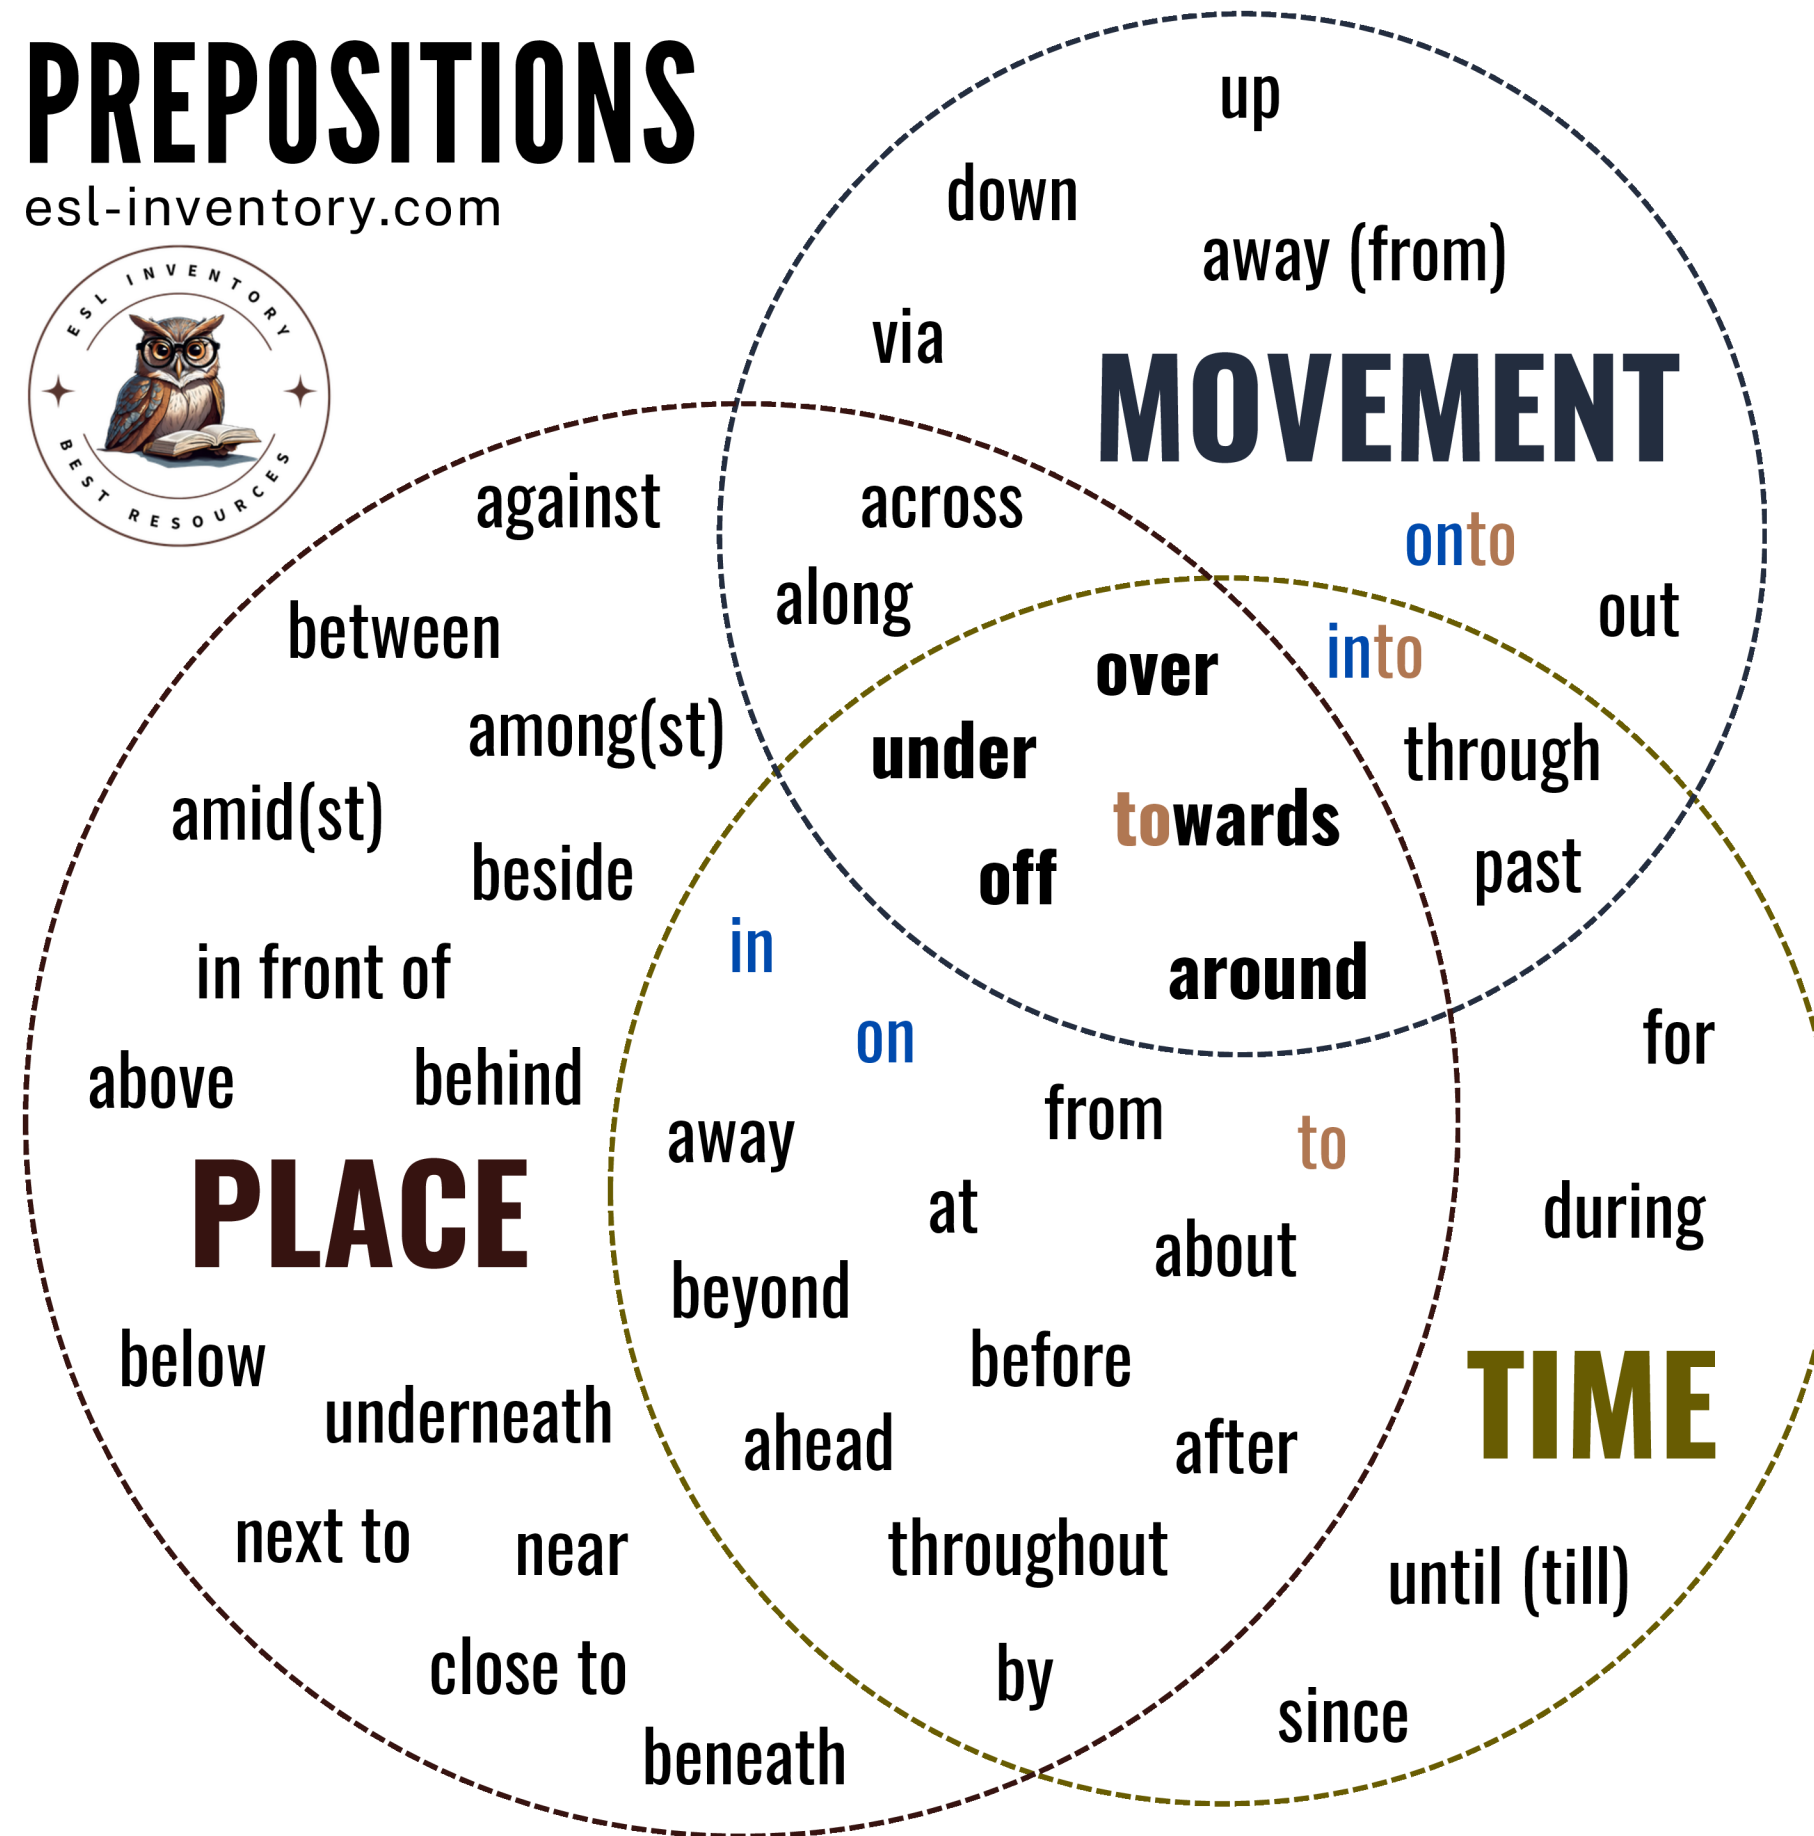 PREPOSITIONS
esl-inventory.com
ESL INVENTORY
BEST RESOURCES
up
down
away (from)
via
MOVEMENT
against
across
onto
along
out
between
into
over
among(st)
under
through
amid(st)
towards
beside
off
past
in
in front of
around
on
for
above
behind
from
away
to
PLACE
at
during
about
beyond
below
before
TIME
underneath
ahead
after
next to
near
throughout
until (till)
close to
by
since
beneath